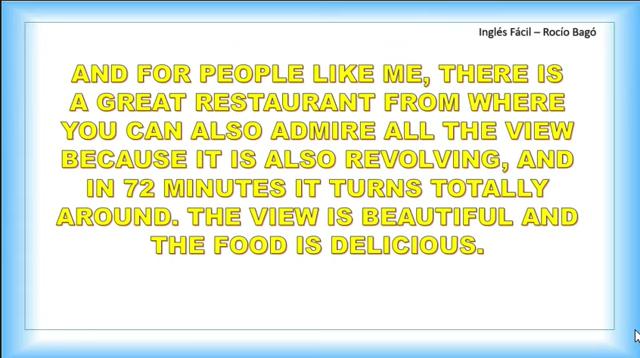 Inglés Fácil – Rocío Bagó
AND FOR PEOPLE LIKE ME, THERE IS
A GREAT RESTAURANT FROM WHERE
YOU CAN ALSO ADMIRE ALL THE VIEW
BECAUSE IT IS ALSO REVOLVING, AND
IN 72 MINUTES IT TURNS TOTALLY
AROUND. THE VIEW IS BEAUTIFUL AND
THE FOOD IS DELICIOUS.